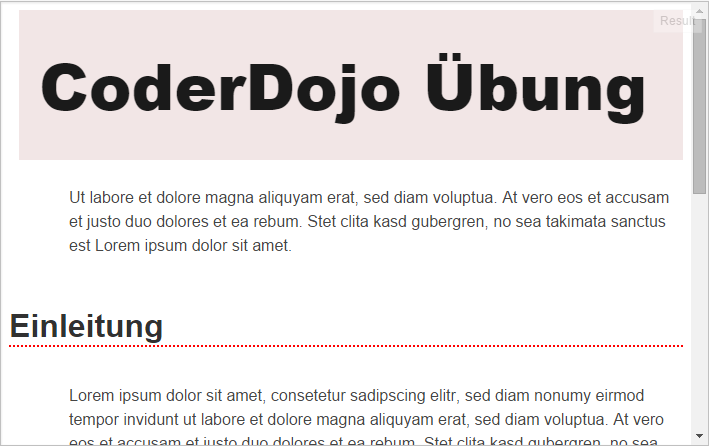 Result
CoderDojo Übung
Ut labore et dolore magna aliquyam erat, sed diam voluptua. At vero eos et accusam
et justo duo dolores et ea rebum. Stet clita kasd gubergren, no sea takimata sanctus
est Lorem ipsum dolor sit amet.
Einleitung
Lorem ipsum dolor sit amet, consetetur sadipscing elitr, sed diam nonumy eirmod
tempor invidunt ut labore et dolore magna aliquyam erat, sed diam voluptua. At vero
eos et accusam et justo duo dolores et ea rebum. Stet clita kasd gubergren, no sea